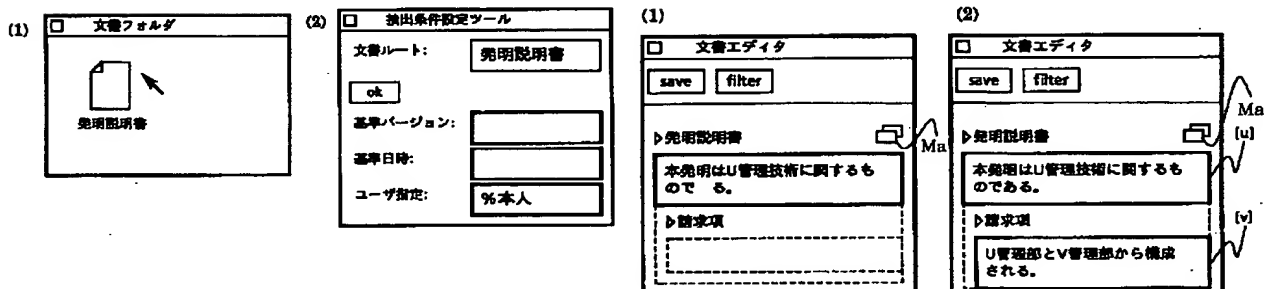 (1)
文書フォルダ
発明説明書
(2)
抽出条件設定ツール
文書ルート:
発明説明書
ok
基準バージョン:
基準日時:
ユーザ指定:
%本人
(1)
文書エディタ
save filter
▷発明説明書
Ma
本発明はU管理技術に関するも
ので る。
▷請求項
(2)
文書エディタ
save filter
Ma
▷発明説明書
[u]
本発明はU管理技術に関するも
のである。
▷請求項
[v]
U管理部とV管理部から構成
される。